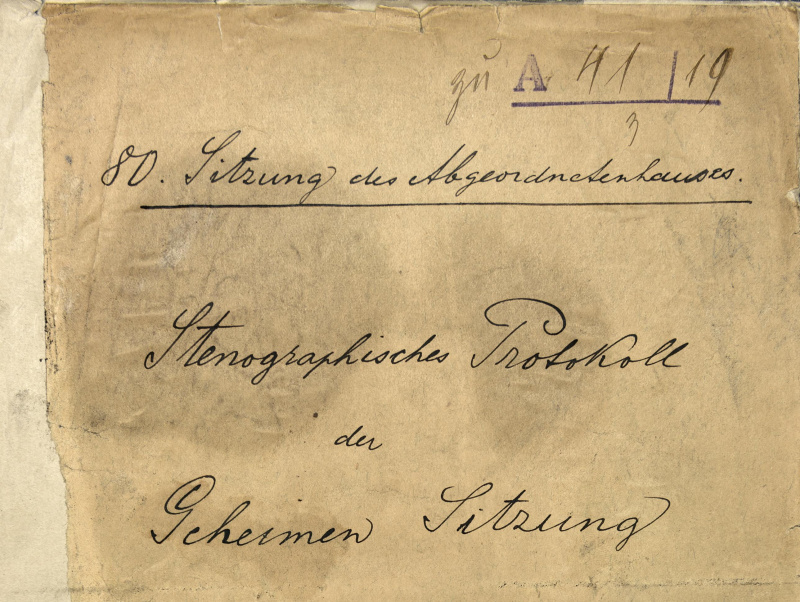 zu A 41 / 19
3
80. Sitzung des Abgeordnetenhauses.
Stenographisches Protokoll
der
Geheimen Sitzung